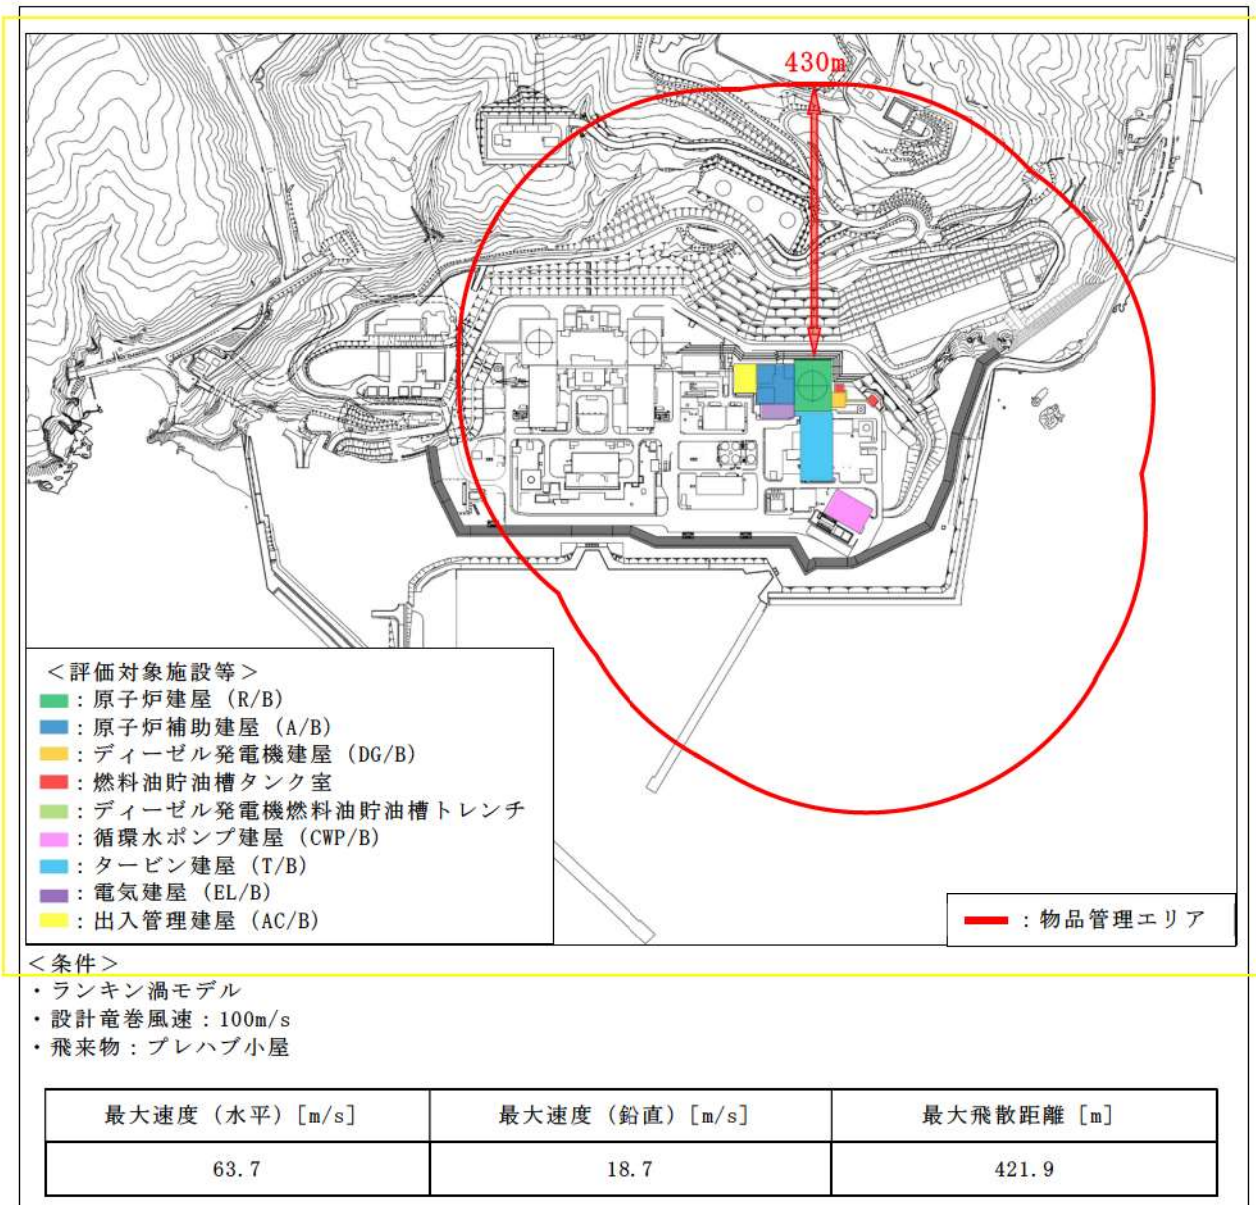 430m
＜評価対象施設等＞
：原子炉建屋（R/B）
：原子炉補助建屋（A/B）
：ディーゼル発電機建屋（DG/B）
：燃料油貯油槽タンク室
：ディーゼル発電機燃料油貯油槽トレンチ
：循環水ポンプ建屋（CWP/B）
：タービン建屋（T/B）
：電気建屋（EL/B）
：出入管理建屋（AC/B）
：物品管理エリア
＜条件＞
・ランキン渦モデル
・設計竜巻風速：100m/s
・飛来物：プレハブ小屋
最大速度（水平）[m/s] 最大速度（鉛直）[m/s] 最大飛散距離［m］
63.7 18.7 421.9